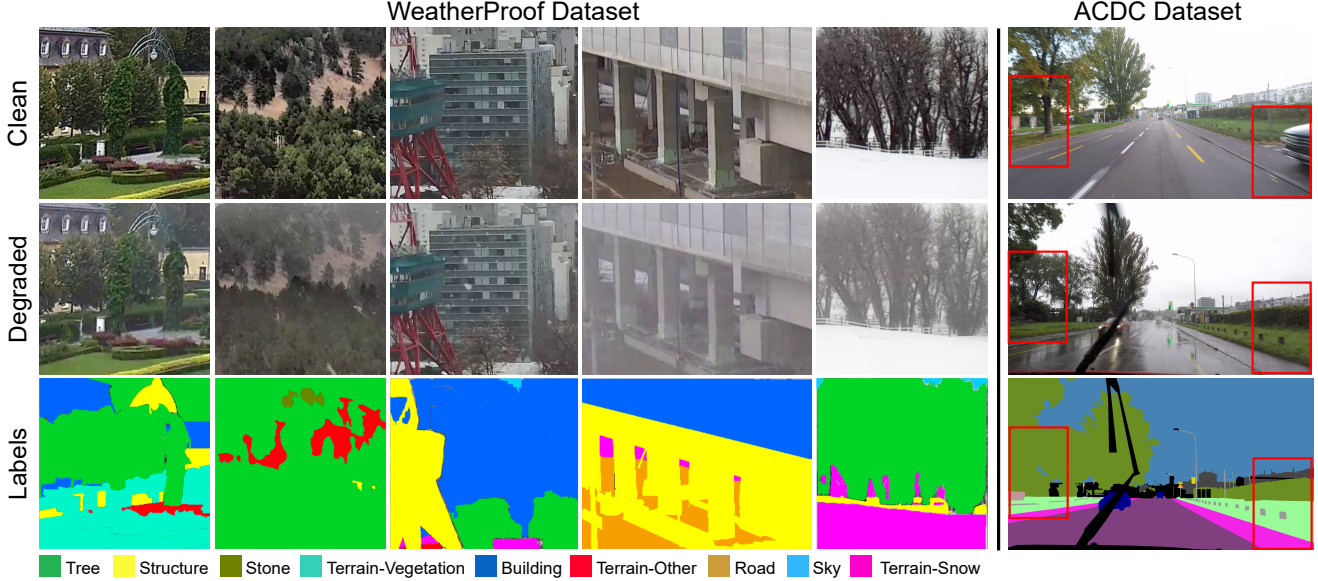 WeatherProof Dataset
ACDC Dataset
Clean
Degraded
Labels
Tree
Structure
Stone
Terrain-Vegetation
Building
Terrain-Other
Road
Sky
Terrain-Snow